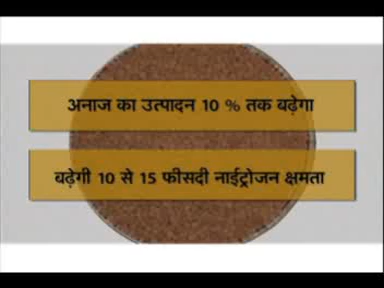 अनाज का उत्पादन 10 % तक बढ़ेगा
बढ़ेगी 10 से 15 फीसदी नाईट्रोजन क्षमता